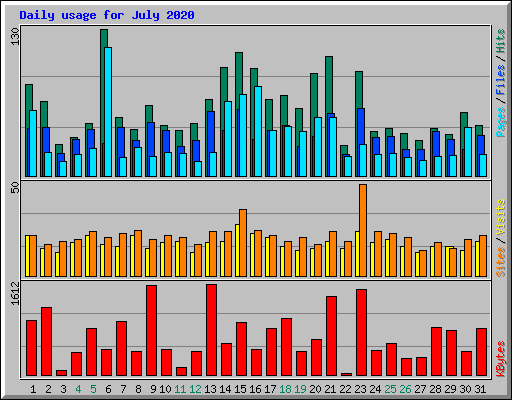 Daily usage for July 2020
130
Pages / Files / Hits
50
Sites / Visits
1612
KBytes
1 2 3 4 5 6 7 8 9 10 11 12 13 14 15 16 17 18 19 20 21 22 23 24 25 26 27 28 29 30 31